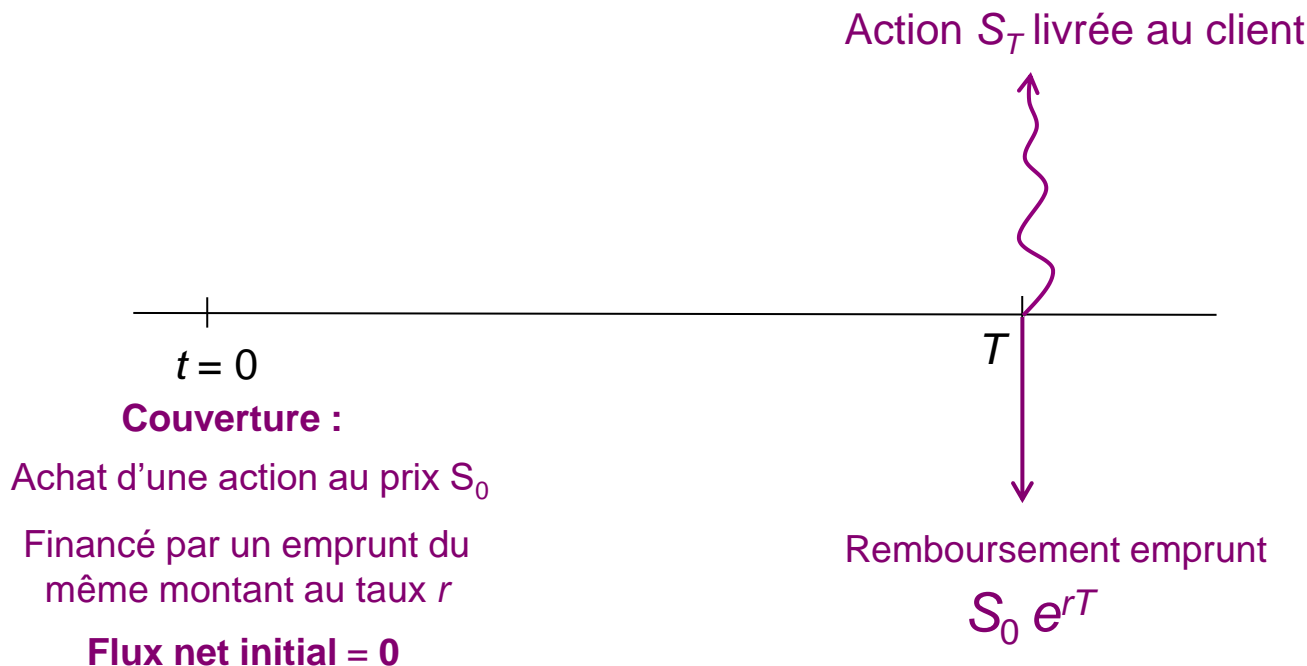 Action S_T livrée au client
t = 0
T
Couverture :
Achat d’une action au prix S_0
Financé par un emprunt du
même montant au taux r
Flux net initial = 0
Remboursement emprunt
S_0 e^{rT}